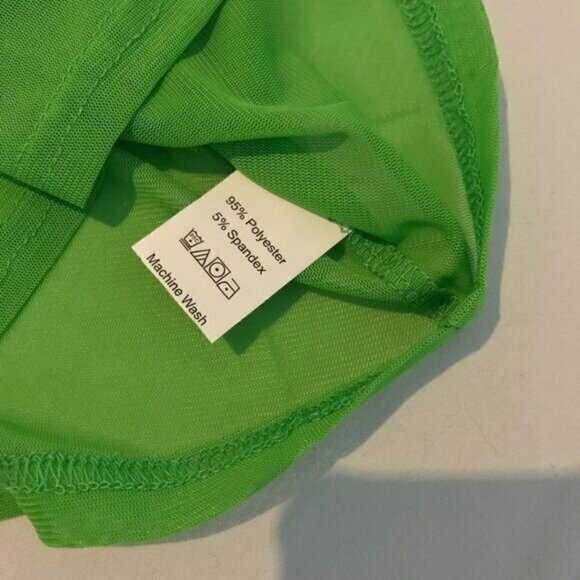 95% Polyester
5% Spandex
Machine Wash